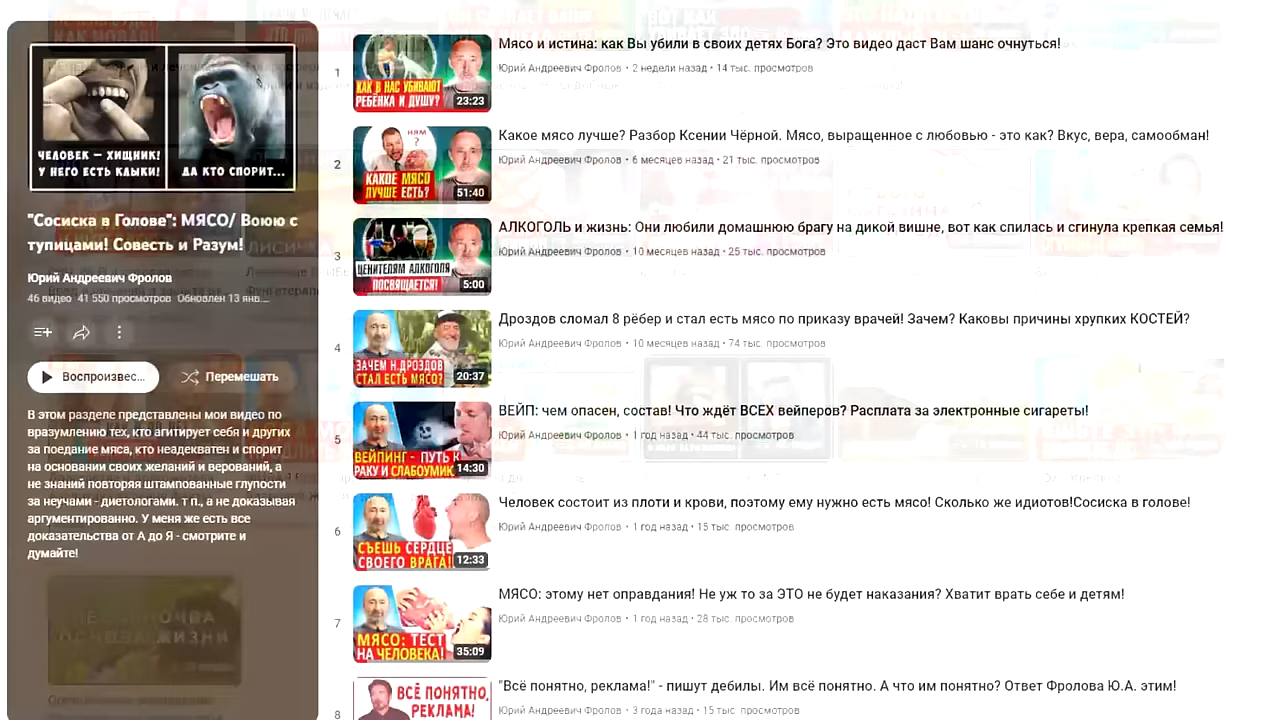 ЧЕЛОВЕК – ХИЩНИК!
У НЕГО ЕСТЬ КЛЫКИ!
ДА КТО СПОРИТ...
"Сосиска в Голове": МЯСО/ Воюю с
тупицами! Совесть и Разум!
Юрий Андреевич Фролов
46 видео 41 550 просмотров Обновлен 13 янв....
Воспроизвес...
Перемешать
В этом разделе представлены мои видео по
вразумлению тех, кто агитирует себя и других
за поедание мяса, кто неадекватен и спорит
на основании своих желаний и верований, а
не знаний повторяя штампованные глупости
за неучами - диетологами. т п., а не доказывая
аргументированно. У меня же есть все
доказательства от А до Я - смотрите и
думайте!
1
КАК В НАС УБИВАЮТ
РЕБЁНКА И ДУШУ?
23:23
Мясо и истина: как Вы убили в своих детях Бога? Это видео даст Вам шанс очнуться!
Юрий Андреевич Фролов • 2 недели назад • 14 тыс. просмотров
2
НЯМ
?
КАКОЕ МЯСО
ЛУЧШЕ ЕСТЬ?
51:40
Какое мясо лучше? Разбор Ксении Чёрной. Мясо, выращенное с любовью - это как? Вкус, вера, самообман!
Юрий Андреевич Фролов • 6 месяцев назад • 21 тыс. просмотров
3
ЦЕНИТЕЛЯМ АЛКОГОЛЯ
ПОСВЯЩАЕТСЯ!
5:00
АЛКОГОЛЬ и жизнь: Они любили домашнюю брагу на дикой вишне, вот как спилась и сгинула крепкая семья!
Юрий Андреевич Фролов • 10 месяцев назад • 25 тыс. просмотров
4
ЗАЧЕМ Н.ДРОЗДОВ
СТАЛ ЕСТЬ МЯСО?
20:37
Дроздов сломал 8 рёбер и стал есть мясо по приказу врачей! Зачем? Каковы причины хрупких КОСТЕЙ?
Юрий Андреевич Фролов • 10 месяцев назад • 74 тыс. просмотров
5
ВЕЙПИНГ - ПУТЬ К
РАКУ И СЛАБОУМИЮ
14:30
ВЕЙП: чем опасен, состав! Что ждёт ВСЕХ вейперов? Расплата за электронные сигареты!
Юрий Андреевич Фролов • 1 год назад • 44 тыс. просмотров
6
СЪЕШЬ СЕРДЦЕ
СВОЕГО ВРАГА!
12:33
Человек состоит из плоти и крови, поэтому ему нужно есть мясо! Сколько же идиотов!Сосиска в голове!
Юрий Андреевич Фролов • 1 год назад • 15 тыс. просмотров
7
МЯСО: ТЕСТ
НА ЧЕЛОВЕКА!
35:09
МЯСО: этому нет оправдания! Не уж то за ЭТО не будет наказания? Хватит врать себе и детям!
Юрий Андреевич Фролов • 1 год назад • 28 тыс. просмотров
8
ВСЁ ПОНЯТНО,
РЕКЛАМА!
"Всё понятно, реклама!" - пишут дебилы. Им всё понятно. А что им понятно? Ответ Фролова Ю.А. этим!
Юрий Андреевич Фролов • 3 года назад • 15 тыс. просмотров